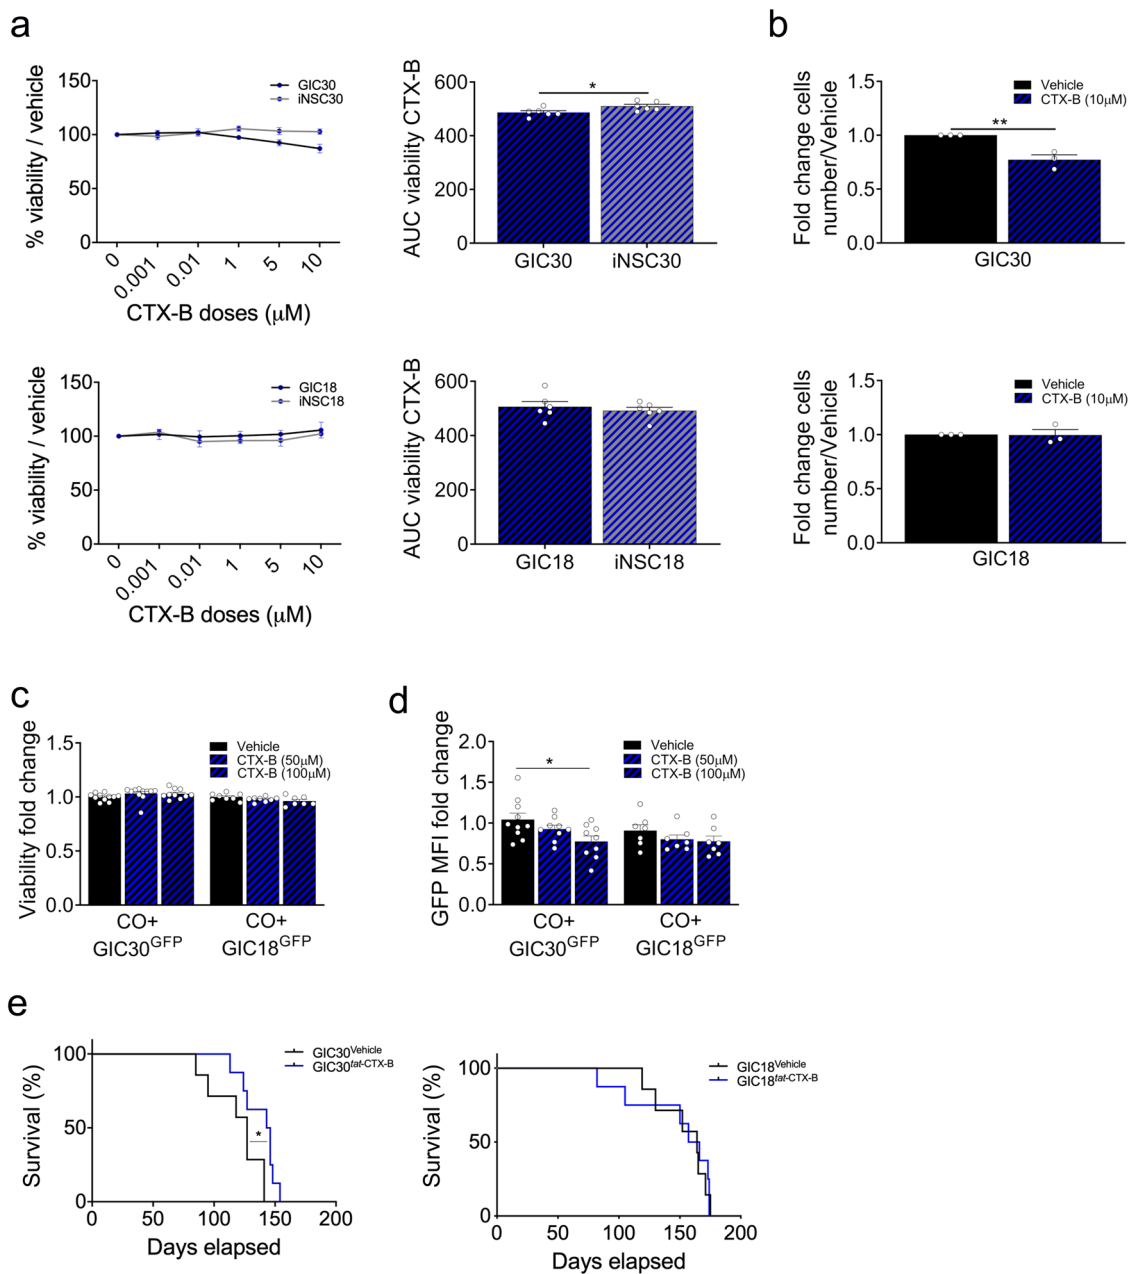 a
% viability / vehicle
150
100
50
0
GIC30
iNSC30
0
0.001
0.01
1
5
10
CTX-B doses (μM)
AUC viability CTX-B
600
400
200
0
*
GIC30
iNSC30
b
Fold change cells
number/Vehicle
1.5
1.0
0.5
0.0
Vehicle
CTX-B (10μM)
**
GIC30
% viability / vehicle
150
100
50
0
GIC18
iNSC18
0
0.001
0.01
1
5
10
CTX-B doses (μM)
AUC viability CTX-B
600
400
200
0
GIC18
iNSC18
Fold change cells
number/Vehicle
1.5
1.0
0.5
0.0
Vehicle
CTX-B (10μM)
GIC18
c
Viability fold change
1.5
1.0
0.5
0.0
Vehicle
CTX-B (50μM)
CTX-B (100μM)
CO+
GIC30GFP
CO+
GIC18GFP
d
GFP MFI fold change
2.0
1.5
1.0
0.5
0.0
Vehicle
CTX-B (50μM)
CTX-B (100μM)
*
CO+
GIC30GFP
CO+
GIC18GFP
e
Survival (%)
100
50
0
GIC30Vehicle
GIC30tat-CTX-B
*
0
50
100
150
200
Days elapsed
Survival (%)
100
50
0
GIC18Vehicle
GIC18tat-CTX-B
0
50
100
150
200
Days elapsed